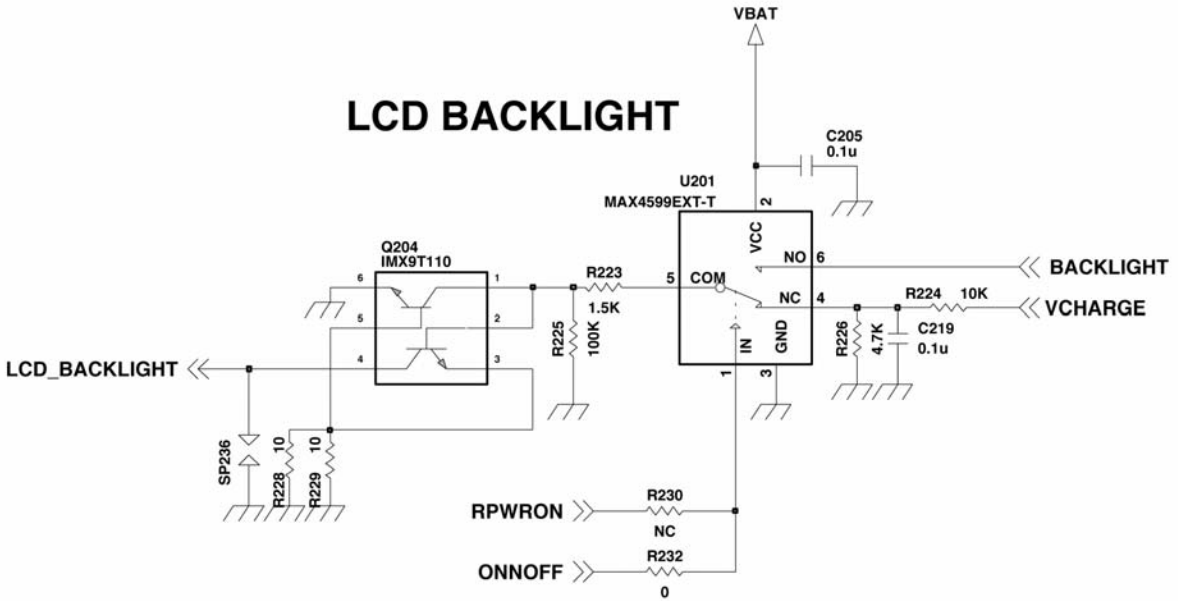 VBAT
LCD BACKLIGHT
C205
0.1u
U201
MAX4599EXT-T
2
VCC
NO
6
BACKLIGHT
5
COM
NC
4
R224
10K
VCHARGE
IN
GND
1
3
R226
4.7K
C219
0.1u
Q204
IMX9T110
6
1
5
2
4
3
R223
1.5K
R225
100K
LCD_BACKLIGHT
SP236
R228
10
R229
10
RPWRON
R230
NC
ONNOFF
R232
0